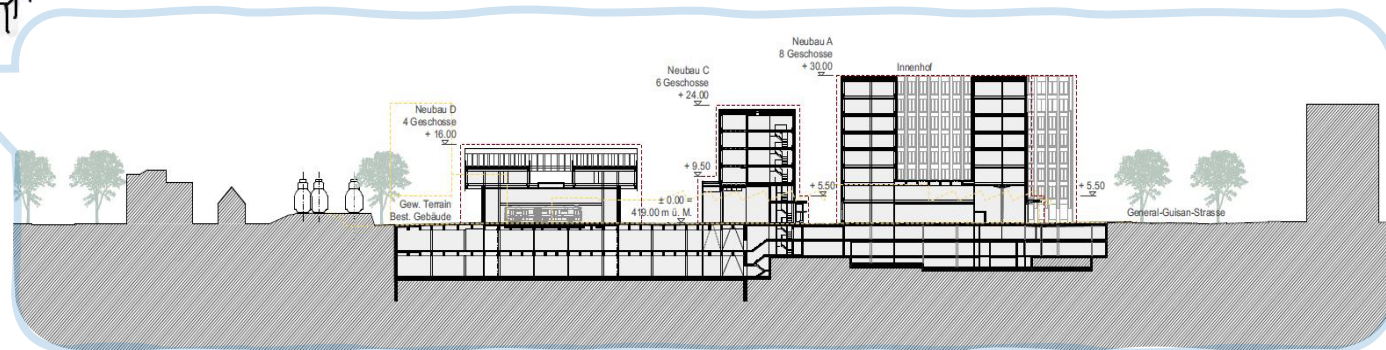 Neubau A
8 Geschosse
+ 30.00
Innenhof
Neubau C
6 Geschosse
+ 24.00
Neubau D
4 Geschosse
+ 16.00
+ 9.50
+ 5.50
+ 5.50
Gew. Terrain
Best. Gebäude
± 0.00 =
419.00 m ü. M.
General-Guisan-Strasse